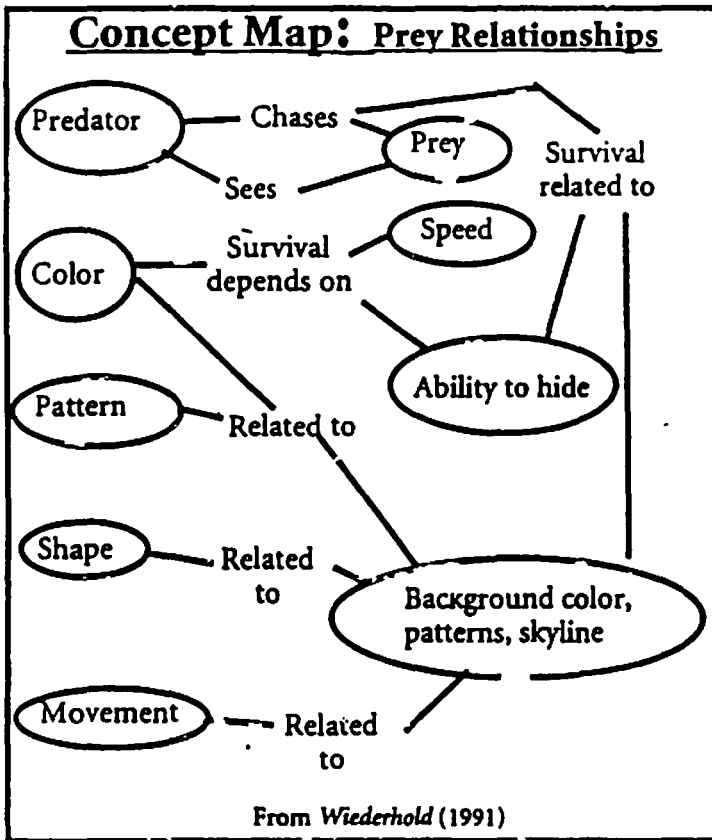 Concept Map: Prey Relationships
Predator
Chases
Prey
Sees
Survival
related to
Color
Survival
depends on
Speed
Ability to hide
Pattern
Related to
Shape
Related
to
Background color,
patterns, skyline
Movement
Related
to
From Wiederhold (1991)